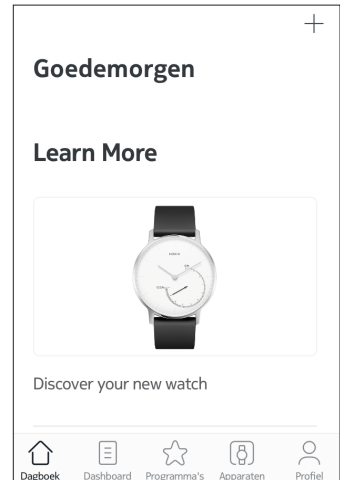 Goedemorgen
Learn More
Discover your new watch
Dagboek Dashboard Programma's Apparaten Profiel